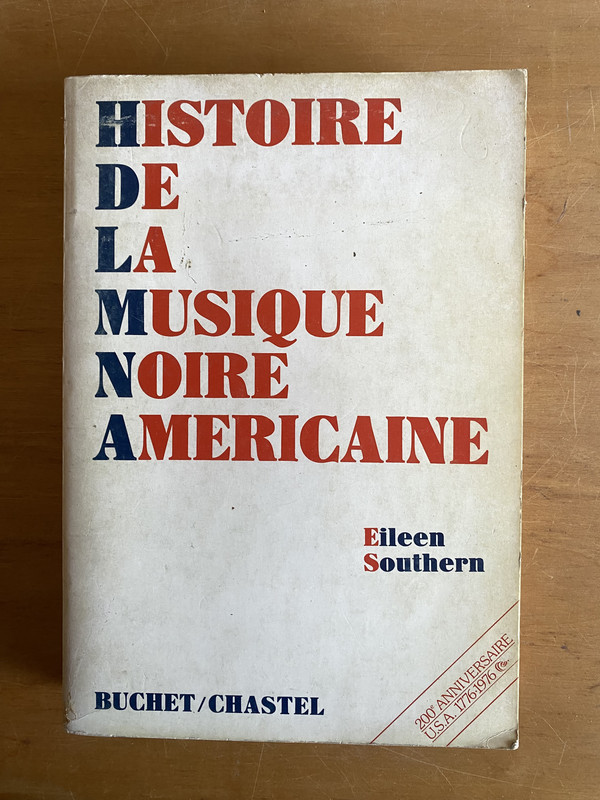 HISTOIRE
DE
LA
MUSIQUE
NOIRE
AMERICAINE
Eileen
Southern
BUCHET/CHASTEL
200e ANNIVERSAIRE
U.S.A. 1776-1976